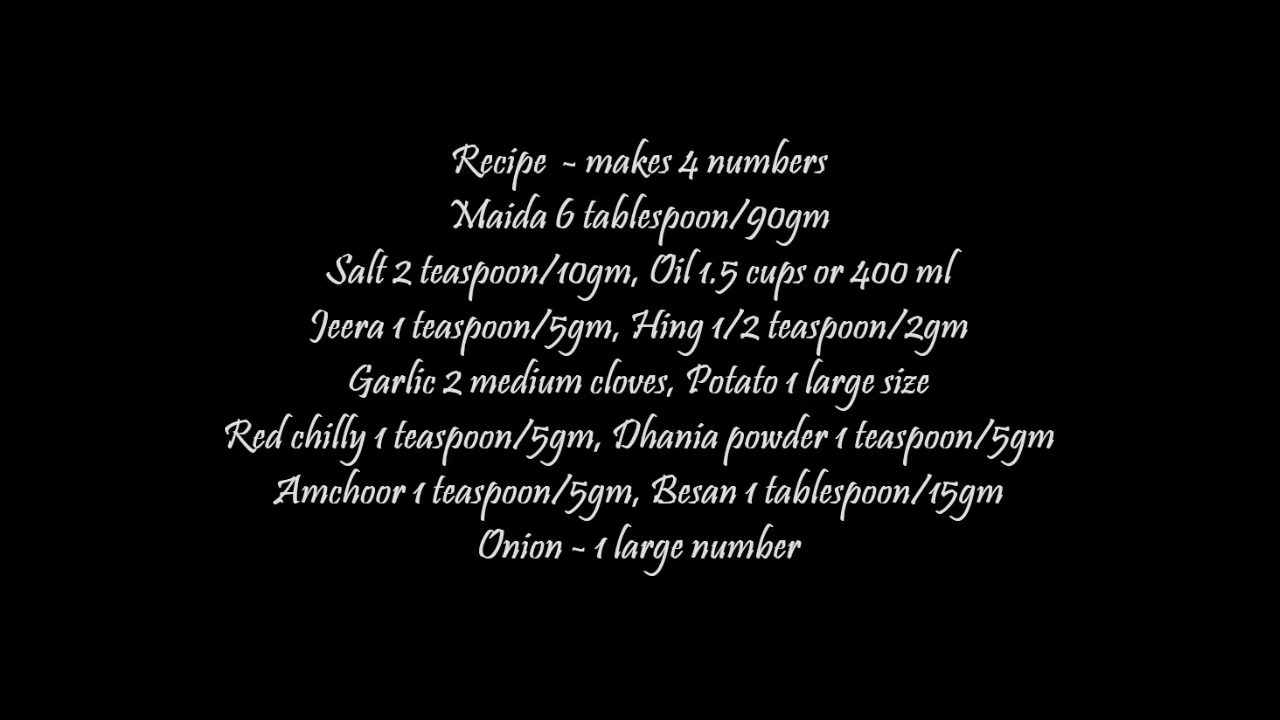 Recipe - makes 4 numbers
Maida 6 tablespoon/90gm
Salt 2 teaspoon/10gm, Oil 1.5 cups or 400 ml
Jeera 1 teaspoon/5gm, Hing 1/2 teaspoon/2gm
Garlic 2 medium cloves, Potato 1 large size
Red chilly 1 teaspoon/5gm, Dhania powder 1 teaspoon/5gm
Amchoor 1 teaspoon/5gm, Besan 1 tablespoon/15gm
Onion - 1 large number